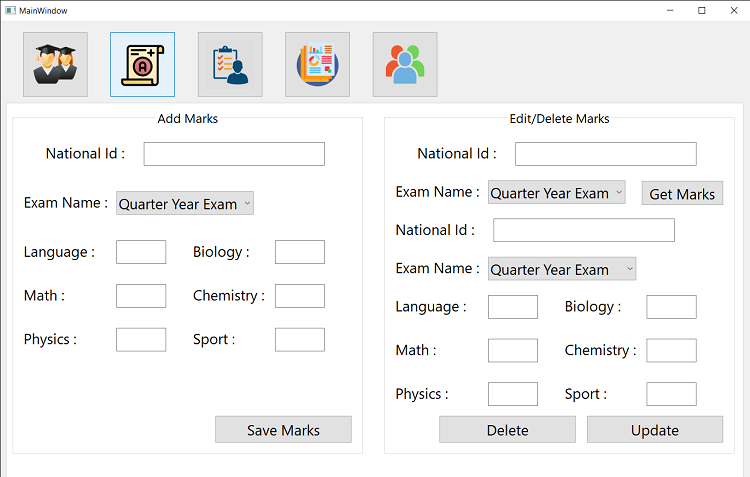 MainWindow
Add Marks
National Id :
Exam Name : Quarter Year Exam
Language : Biology :
Math : Chemistry :
Physics : Sport :
Save Marks
Edit/Delete Marks
National Id :
Exam Name : Quarter Year Exam Get Marks
National Id :
Exam Name : Quarter Year Exam
Language : Biology :
Math : Chemistry :
Physics : Sport :
Delete Update